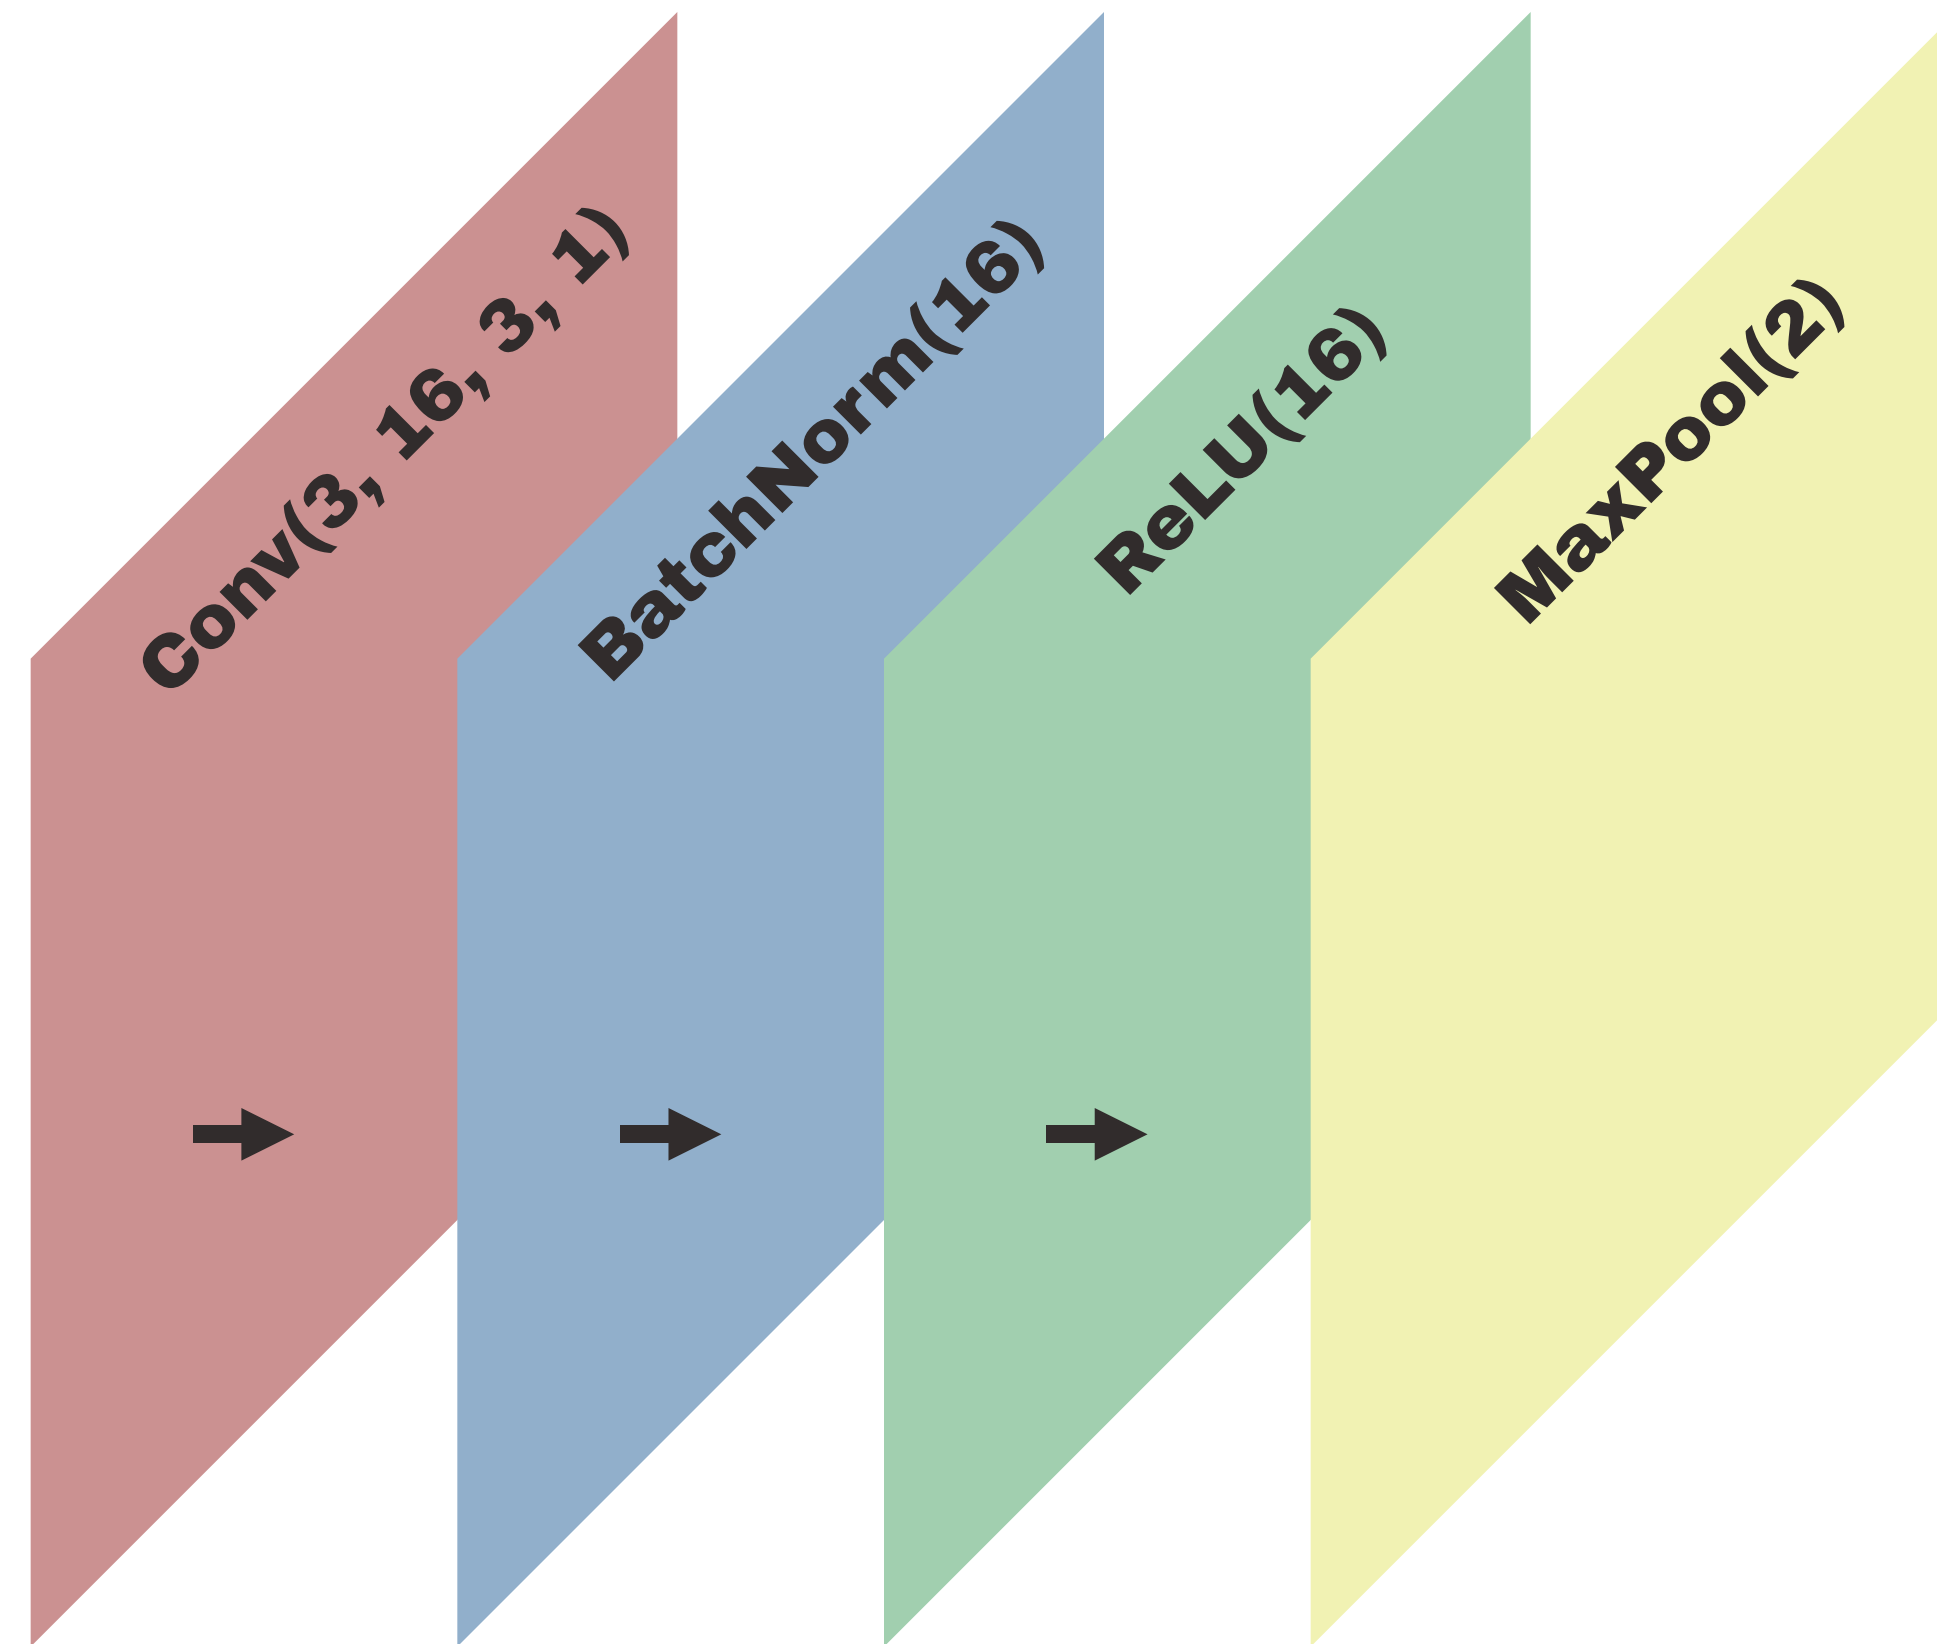 Conv(3, 16, 3, 1)
BatchNorm(16)
ReLU(16)
MaxPool(2)